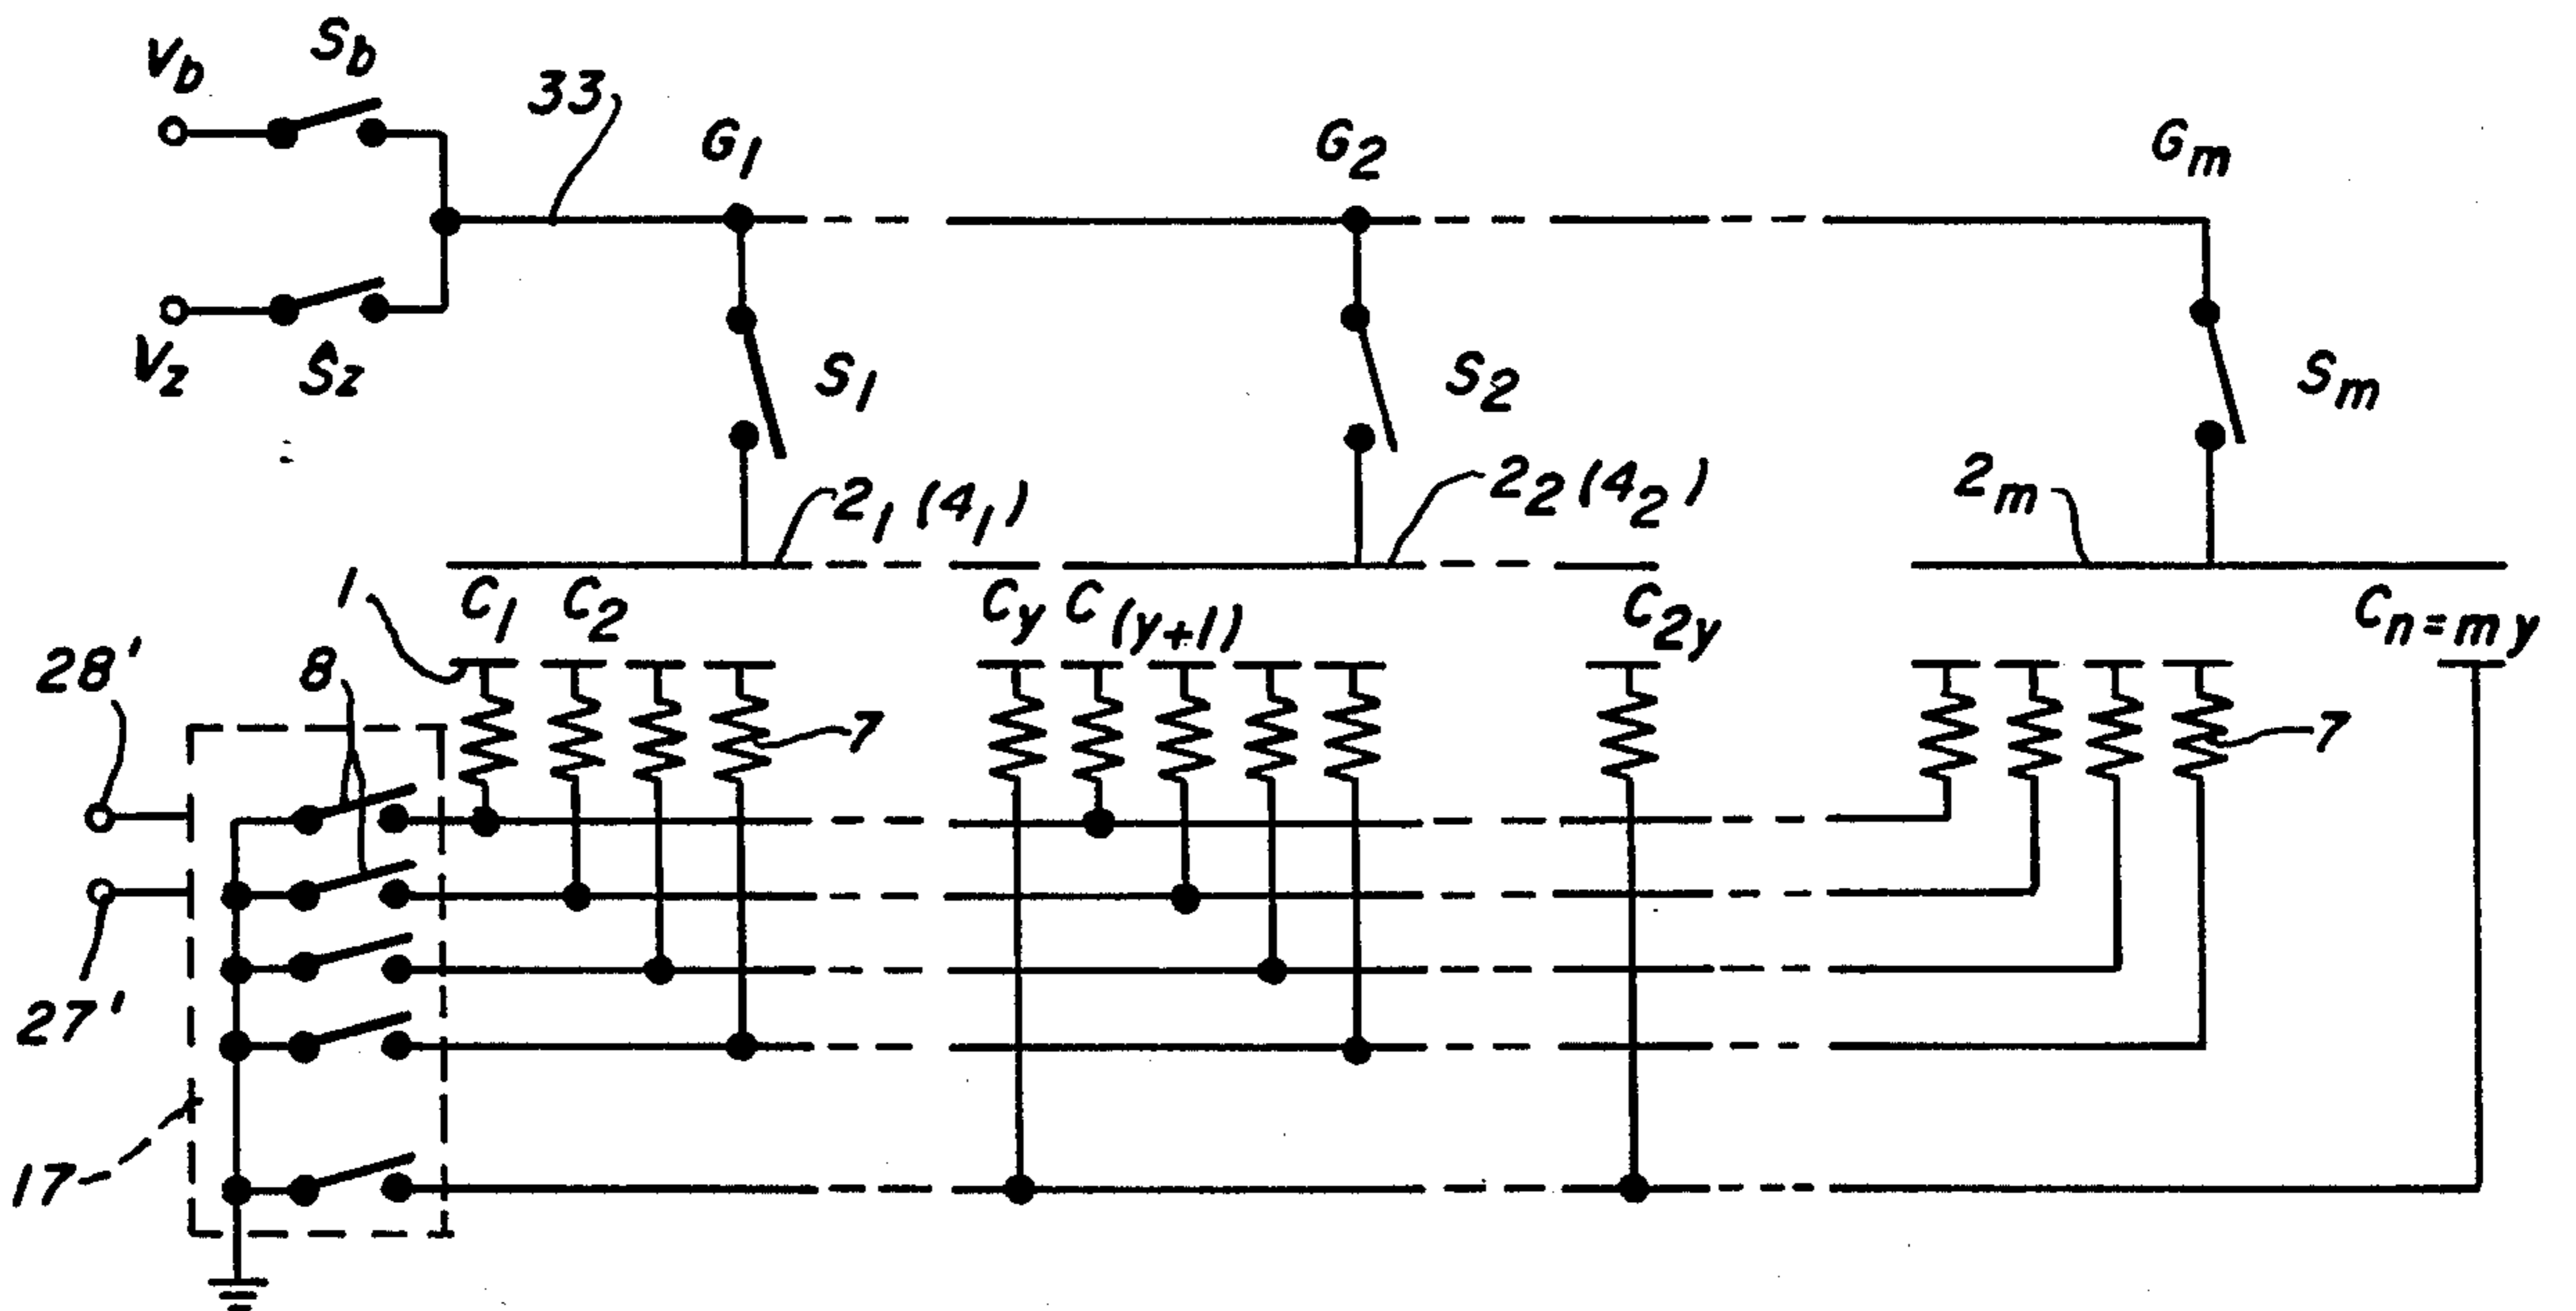 Vb
Sb
33
G1
G2
Gm
Vz
Sz
S1
S2
Sm
21 (41)
22 (42)
2m
1
C1
C2
Cy
C(y+1)
C2y
Cn=my
28'
8
7
7
27'
17